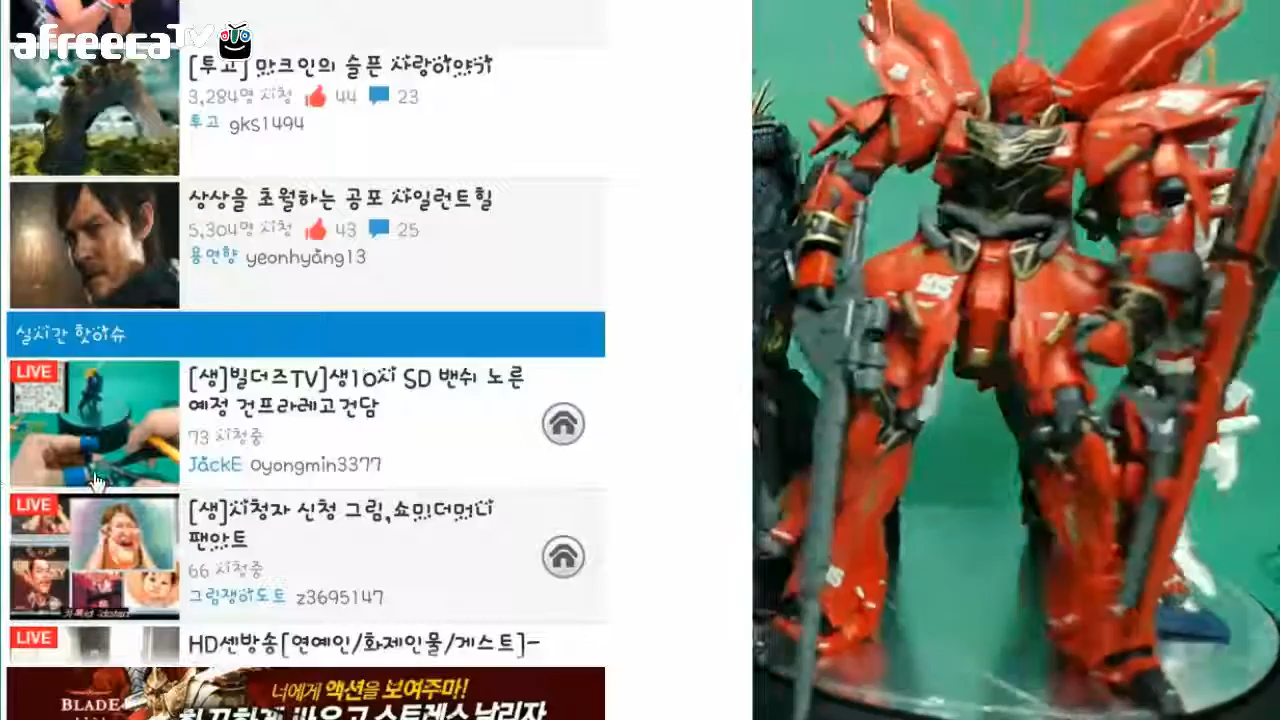 afreecaTV
[투고] 마크인의 슬픈 사랑이야기
3,284명 시청 44 23
투고 gks1494
상상을 초월하는 공포 사일런트힐
5,304명 시청 43 25
용연향 yeonhyang13
실시간 핫이슈
LIVE
[생]빌더즈TV]생10시 SD 밴쉬 노른
예정 건프라레고건담
73 시청중
JackE oyongmin3377
LIVE
[생]시청자 신청 그림,쇼미더머니
팬아트
66 시청중
그림쟁이도트 z3695147
LIVE
HD센방송[연예인/화제인물/게스트]-
너에게 액션을 보여주마!
BLADE